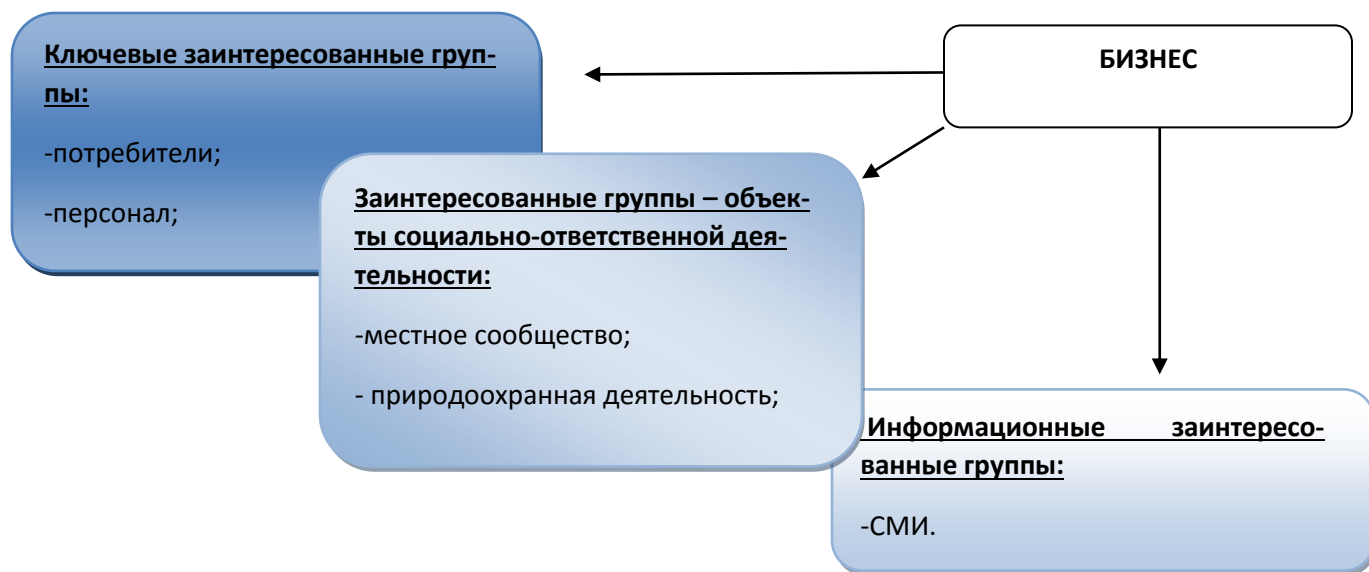 БИЗНЕС
Ключевые заинтересованные груп-
пы:
-потребители;
-персонал;
Заинтересованные группы – объек-
ты социально-ответственной дея-
тельности:
-местное сообщество;
- природоохранная деятельность;
Информационные заинтересо-
ванные группы:
-СМИ.